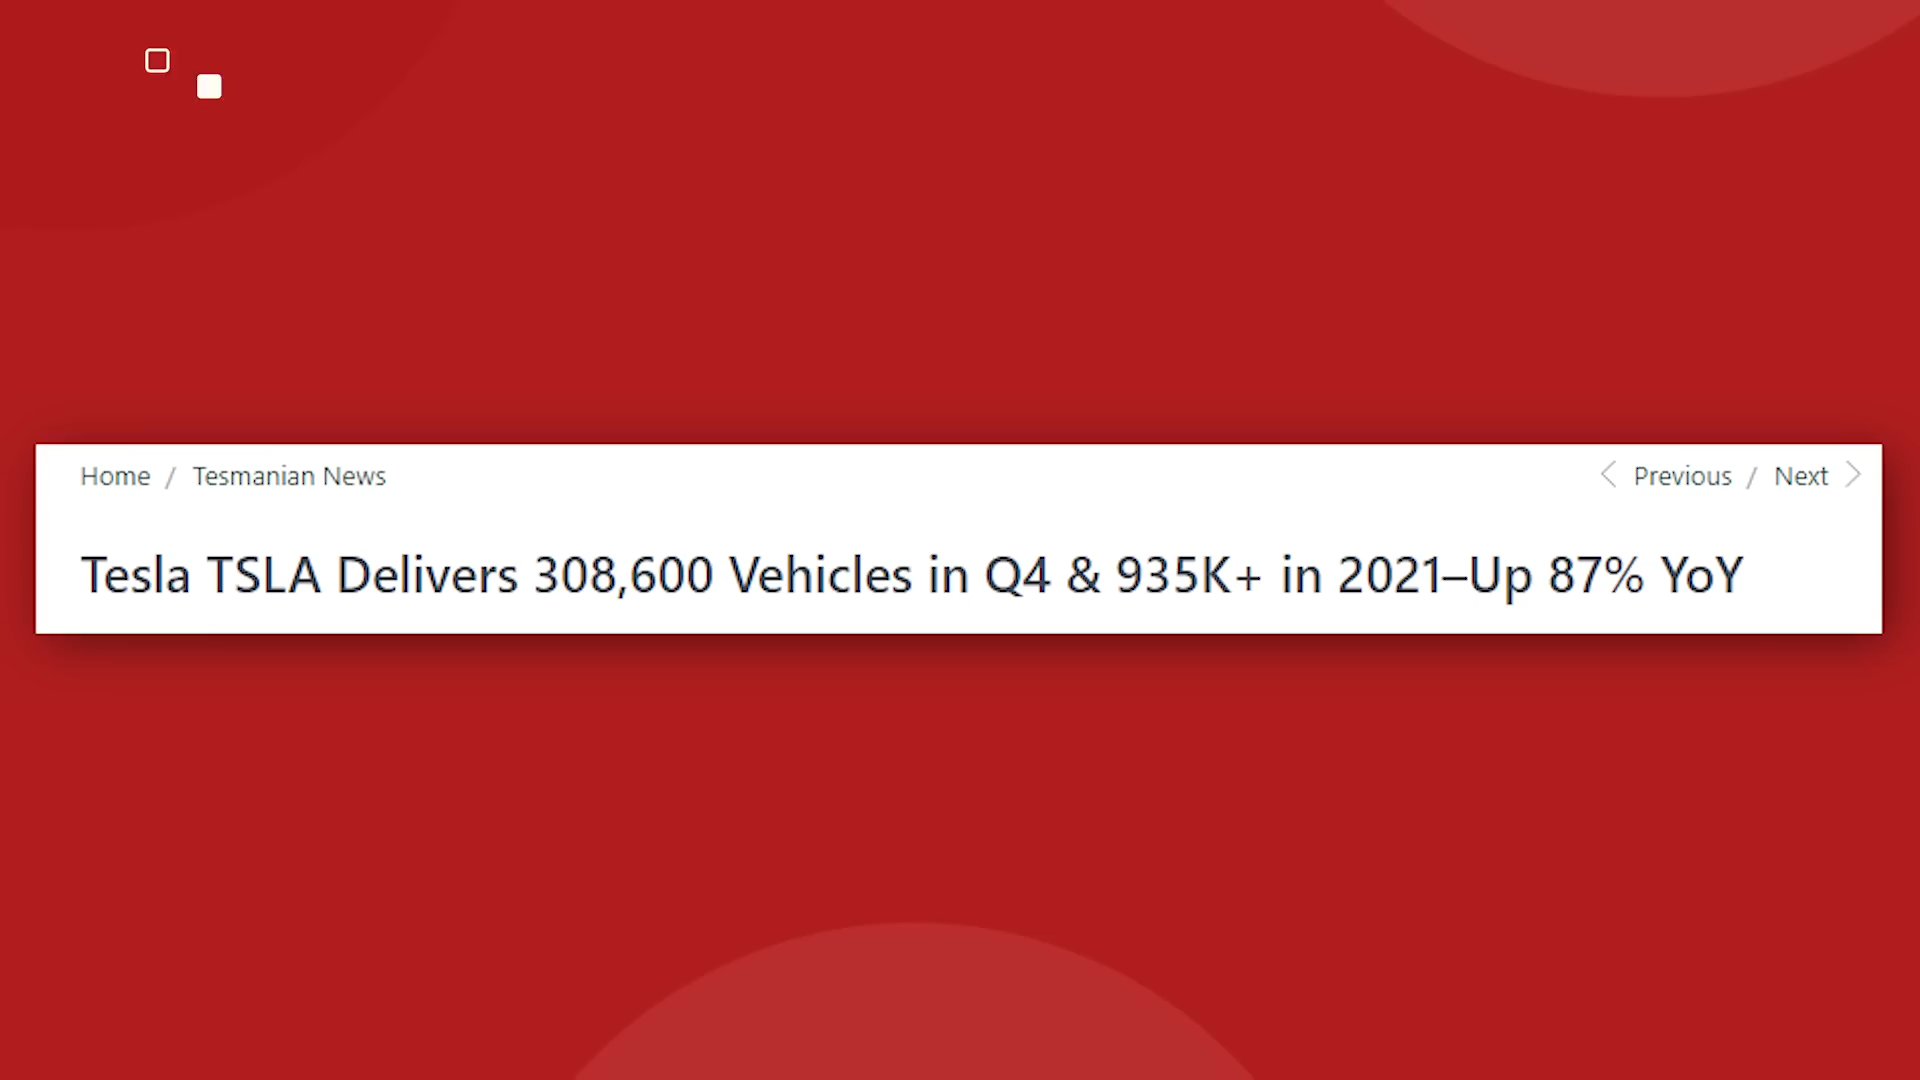 Home / Tesmanian News
Previous / Next
Tesla TSLA Delivers 308,600 Vehicles in Q4 & 935K+ in 2021–Up 87% YoY